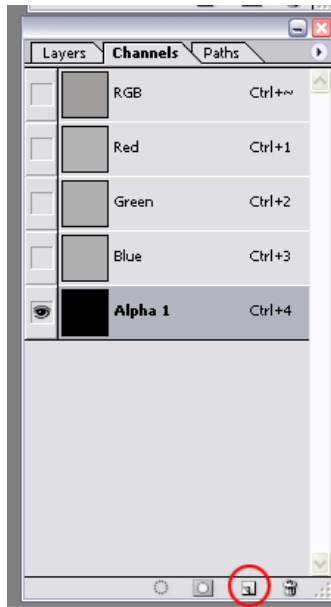 Layers Channels Paths
RGB Ctrl+~
Red Ctrl+1
Green Ctrl+2
Blue Ctrl+3
Alpha 1 Ctrl+4